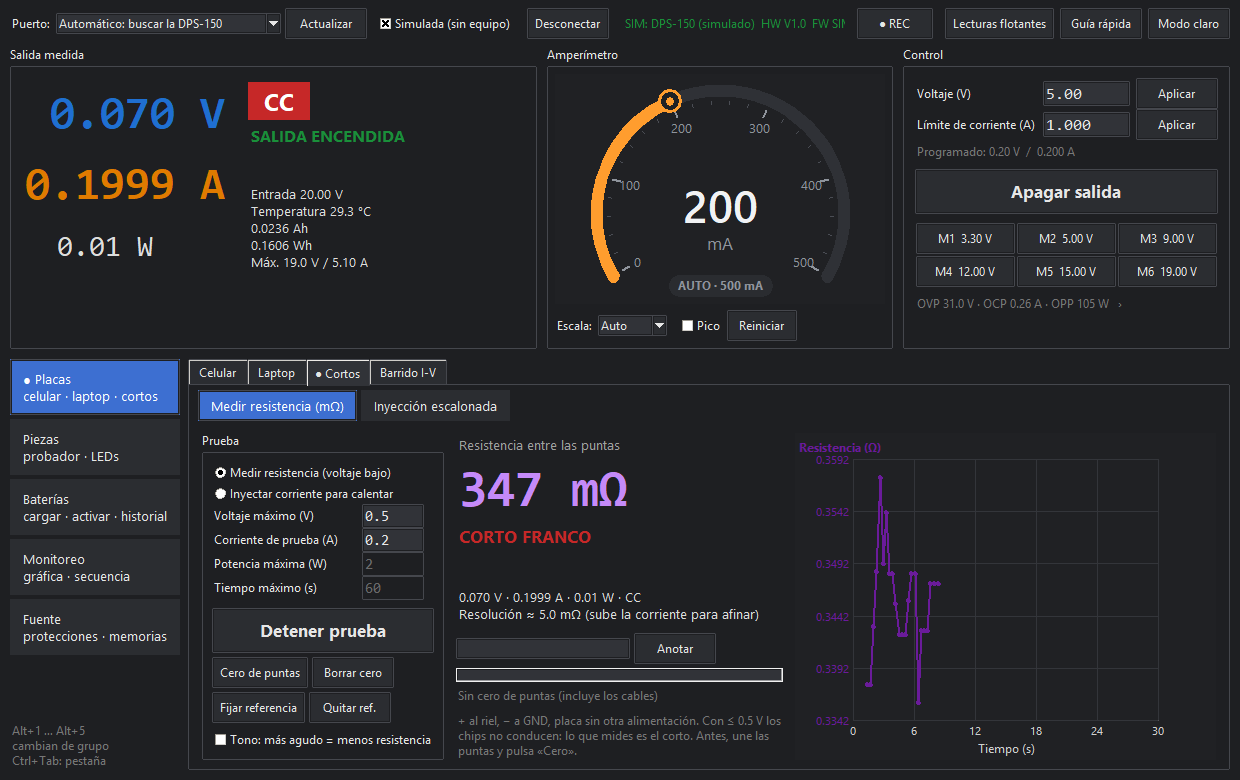 Puerto: Automático: buscar la DPS-150 Actualizar Simulada (sin equipo) Desconectar SIM: DPS-150 (simulado) HW V1.0 FW SIM ● REC Lecturas flotantes Guía rápida Modo claro
Salida medida
0.070 V
CC
SALIDA ENCENDIDA
0.1999 A
0.01 W
Entrada 20.00 V
Temperatura 29.3 °C
0.0236 Ah
0.1606 Wh
Máx. 19.0 V / 5.10 A
Amperímetro
0
100
200
300
400
500
200
mA
AUTO · 500 mA
Escala: Auto Pico Reiniciar
Control
Voltaje (V) 5.00 Aplicar
Límite de corriente (A) 1.000 Aplicar
Programado: 0.20 V / 0.200 A
Apagar salida
M1 3.30 V M2 5.00 V M3 9.00 V
M4 12.00 V M5 15.00 V M6 19.00 V
OVP 31.0 V · OCP 0.26 A · OPP 105 W ›
● Placas
celular · laptop · cortos
Piezas
probador · LEDs
Baterías
cargar · activar · historial
Monitoreo
gráfica · secuencia
Fuente
protecciones · memorias
Alt+1 ... Alt+5
cambian de grupo
Ctrl+Tab: pestaña
Celular Laptop ● Cortos Barrido I-V
Medir resistencia (mΩ) Inyección escalonada
Prueba
Medir resistencia (voltaje bajo)
Inyectar corriente para calentar
Voltaje máximo (V) 0.5
Corriente de prueba (A) 0.2
Potencia máxima (W) 2
Tiempo máximo (s) 60
Detener prueba
Cero de puntas Borrar cero
Fijar referencia Quitar ref.
Tono: más agudo = menos resistencia
Resistencia entre las puntas
347 mΩ
CORTO FRANCO
0.070 V · 0.1999 A · 0.01 W · CC
Resolución ≈ 5.0 mΩ (sube la corriente para afinar)
Anotar
Sin cero de puntas (incluye los cables)
+ al riel, − a GND, placa sin otra alimentación. Con ≤ 0.5 V los
chips no conducen: lo que mides es el corto. Antes, une las
puntas y pulsa «Cero».
Resistencia (Ω)
0.3592
0.3542
0.3492
0.3442
0.3392
0.3342
0 6 12 18 24 30
Tiempo (s)